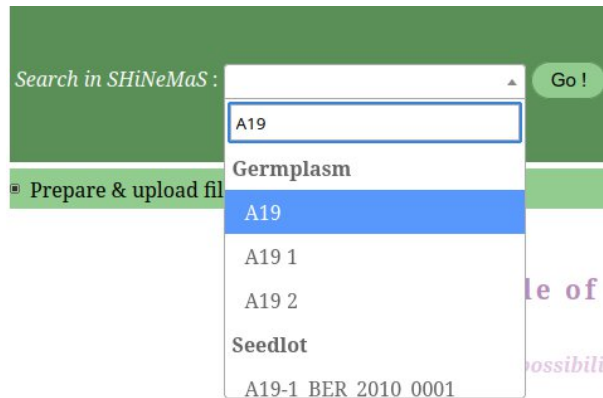 Search in SHiNeMaS :
Go !
A19
Germplasm
Prepare & upload fil
A19
A19 1
A19 2
le of
Seedlot
possibili
A19-1_BER_2010_0001